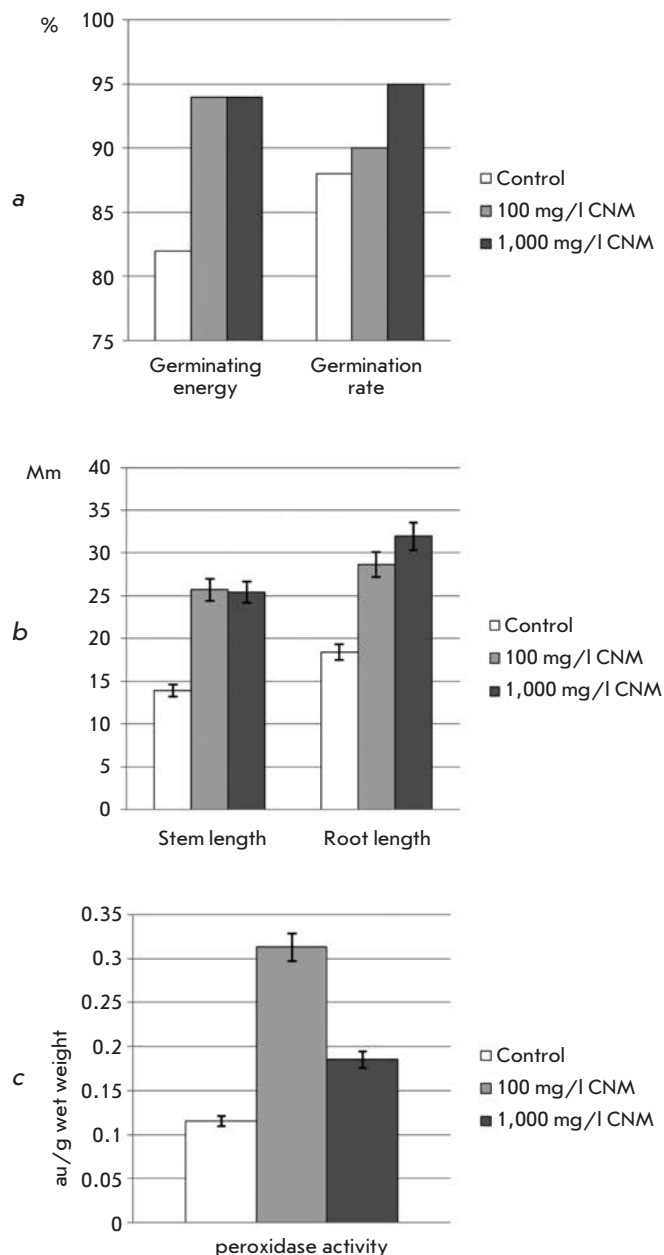 %
100
95
90
85
80
75
a
Germinating
energy
Germination
rate
Control
100 mg/l CNM
1,000 mg/l CNM
Mm
40
35
30
25
20
15
10
5
0
b
Stem length
Root length
Control
100 mg/l CNM
1,000 mg/l CNM
au/g wet weight
0.35
0.3
0.25
0.2
0.15
0.1
0.05
0
c
peroxidase activity
Control
100 mg/l CNM
1,000 mg/l CNM